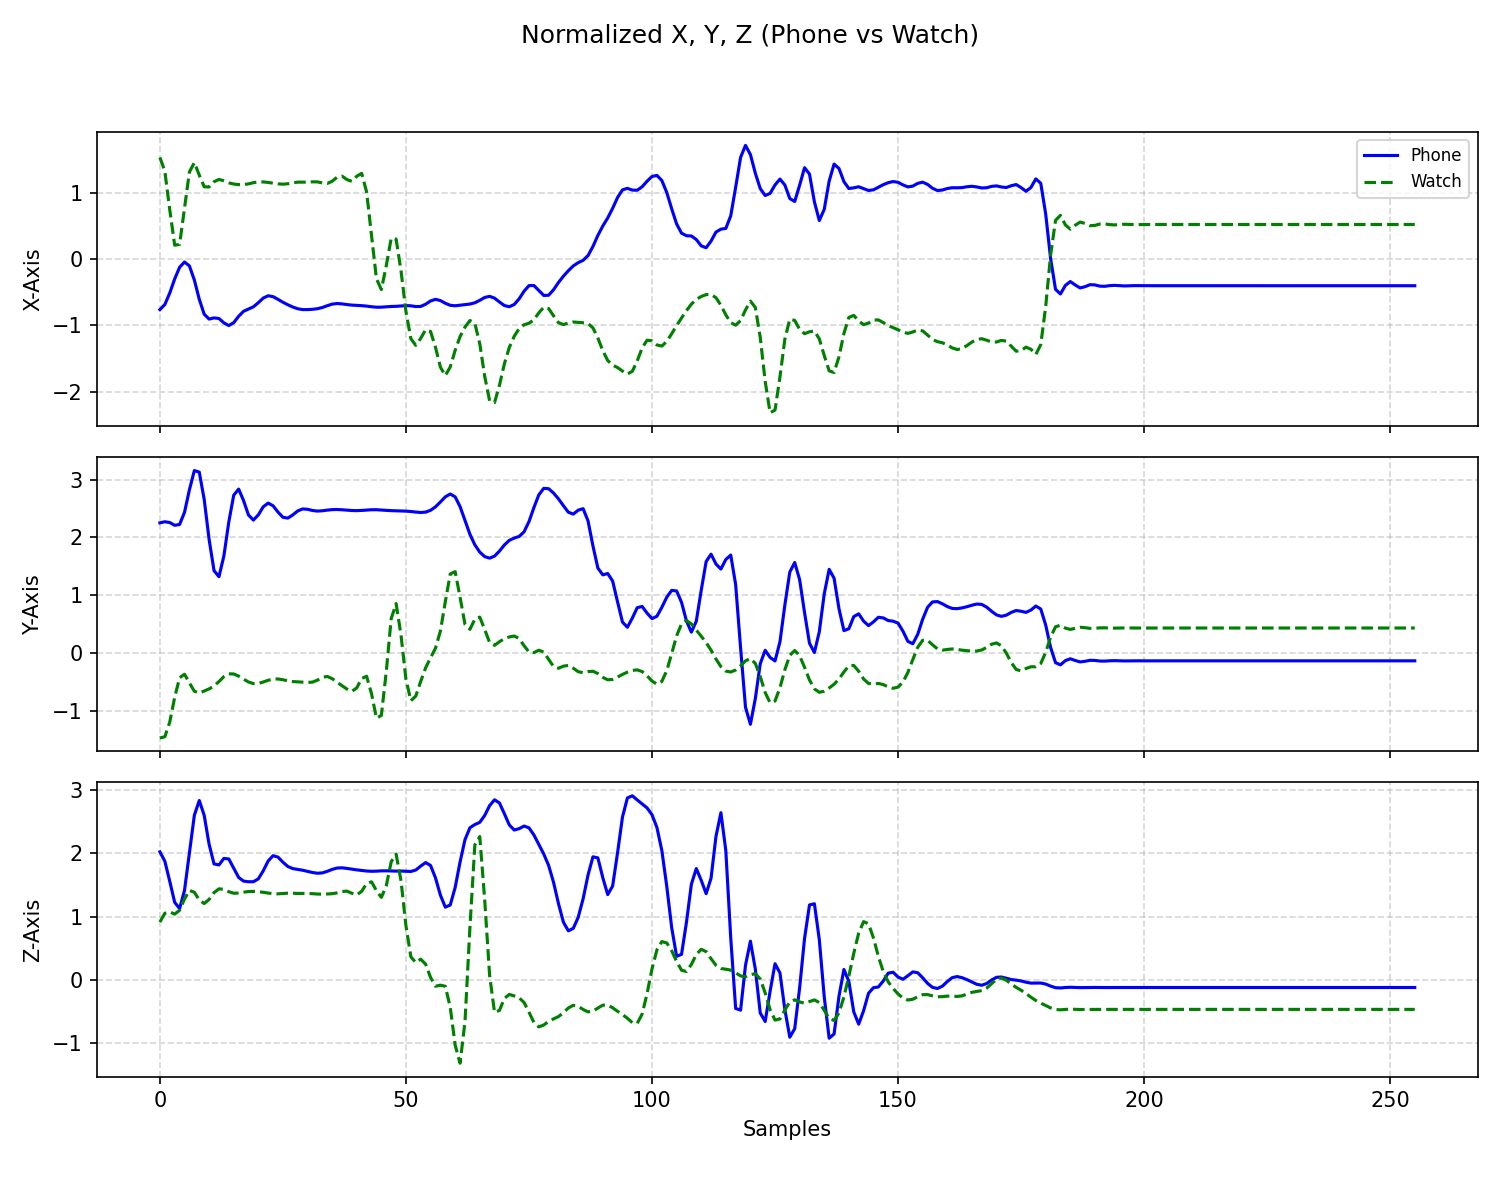 Normalized X, Y, Z (Phone vs Watch)
Phone
Watch
X-Axis
1
0
−1
−2
Y-Axis
3
2
1
0
−1
Z-Axis
3
2
1
0
−1
0 50 100 150 200 250
Samples